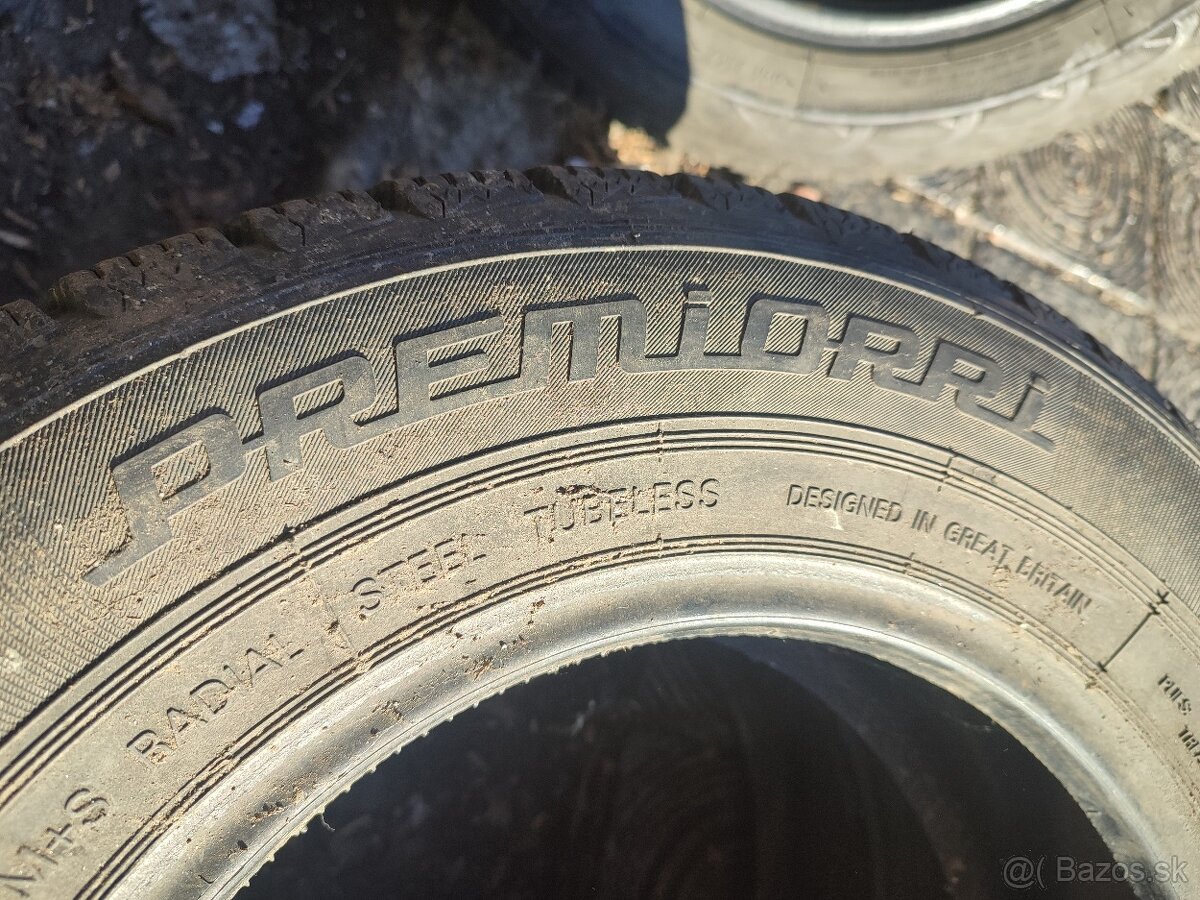 PREMIORRI
M+S RADIAL STEEL TUBELESS DESIGNED IN GREAT BRITAIN
@( Bazos.sk